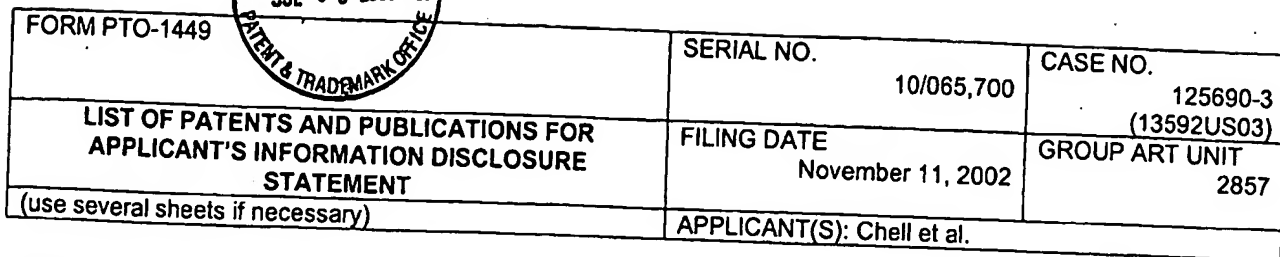 FORM PTO-1449
PATENT & TRADEMARK OFFICE
SERIAL NO.
10/065,700
CASE NO.
125690-3
(13592US03)
LIST OF PATENTS AND PUBLICATIONS FOR
APPLICANT'S INFORMATION DISCLOSURE
STATEMENT
FILING DATE
November 11, 2002
GROUP ART UNIT
2857
(use several sheets if necessary)
APPLICANT(S): Chell et al.